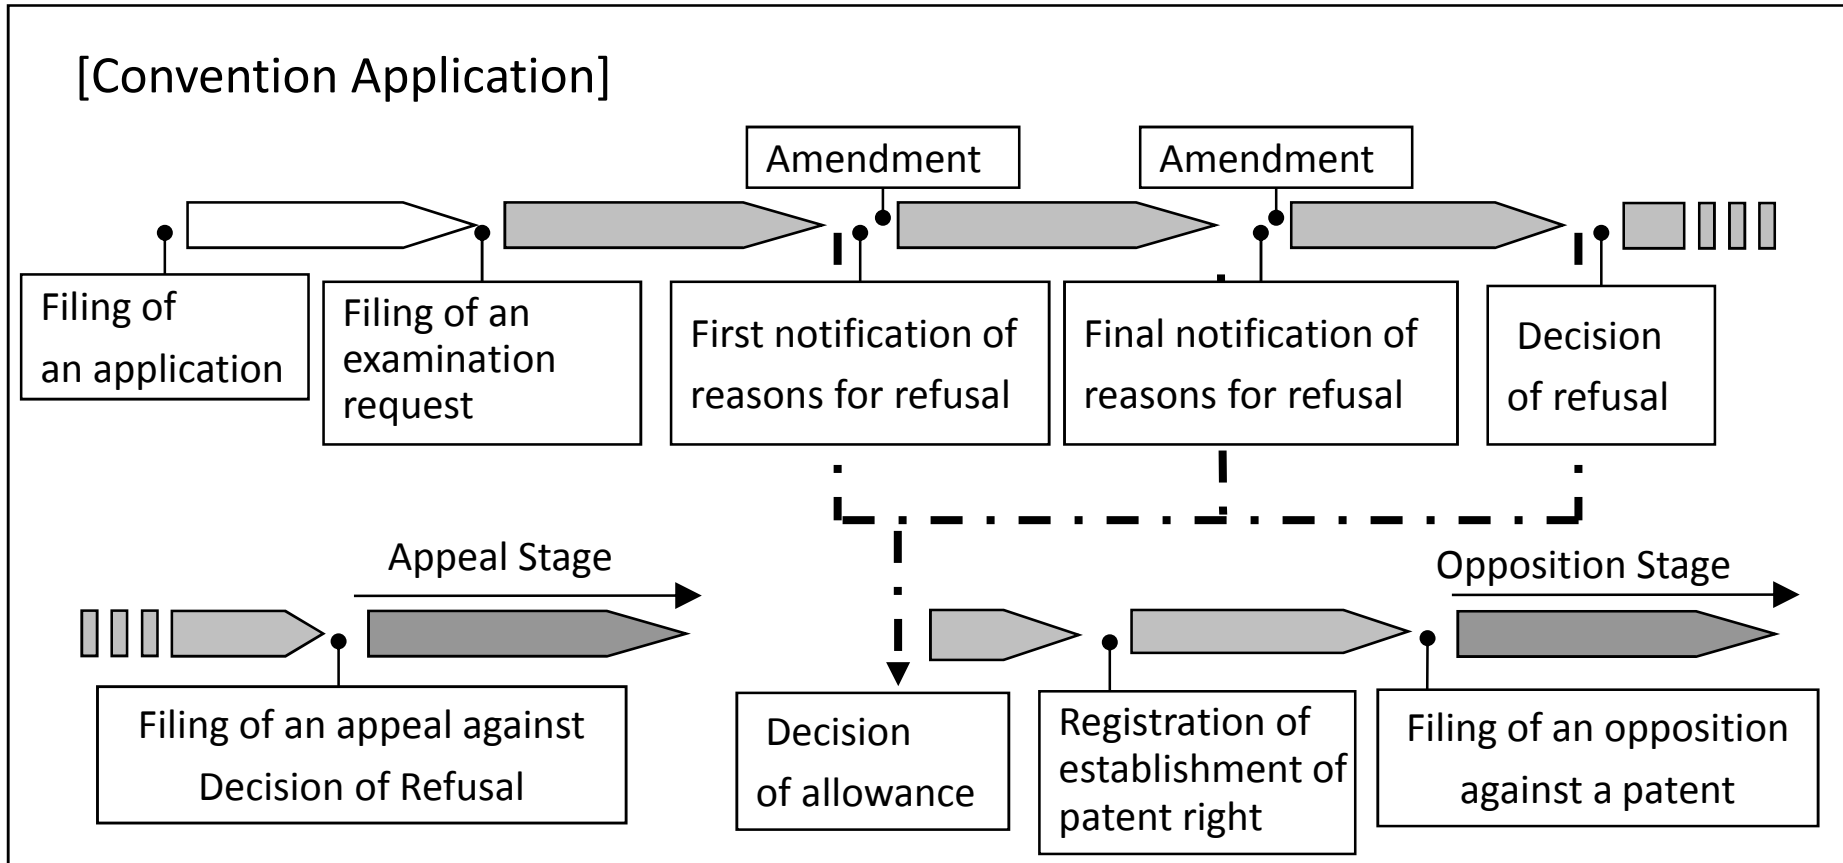 [Convention Application]
Amendment
Amendment
Filing of
an application
Filing of an
examination
request
First notification of
reasons for refusal
Final notification of
reasons for refusal
Decision
of refusal
Appeal Stage
Opposition Stage
Filing of an appeal against
Decision of Refusal
Decision
of allowance
Registration of
establishment of
patent right
Filing of an opposition
against a patent